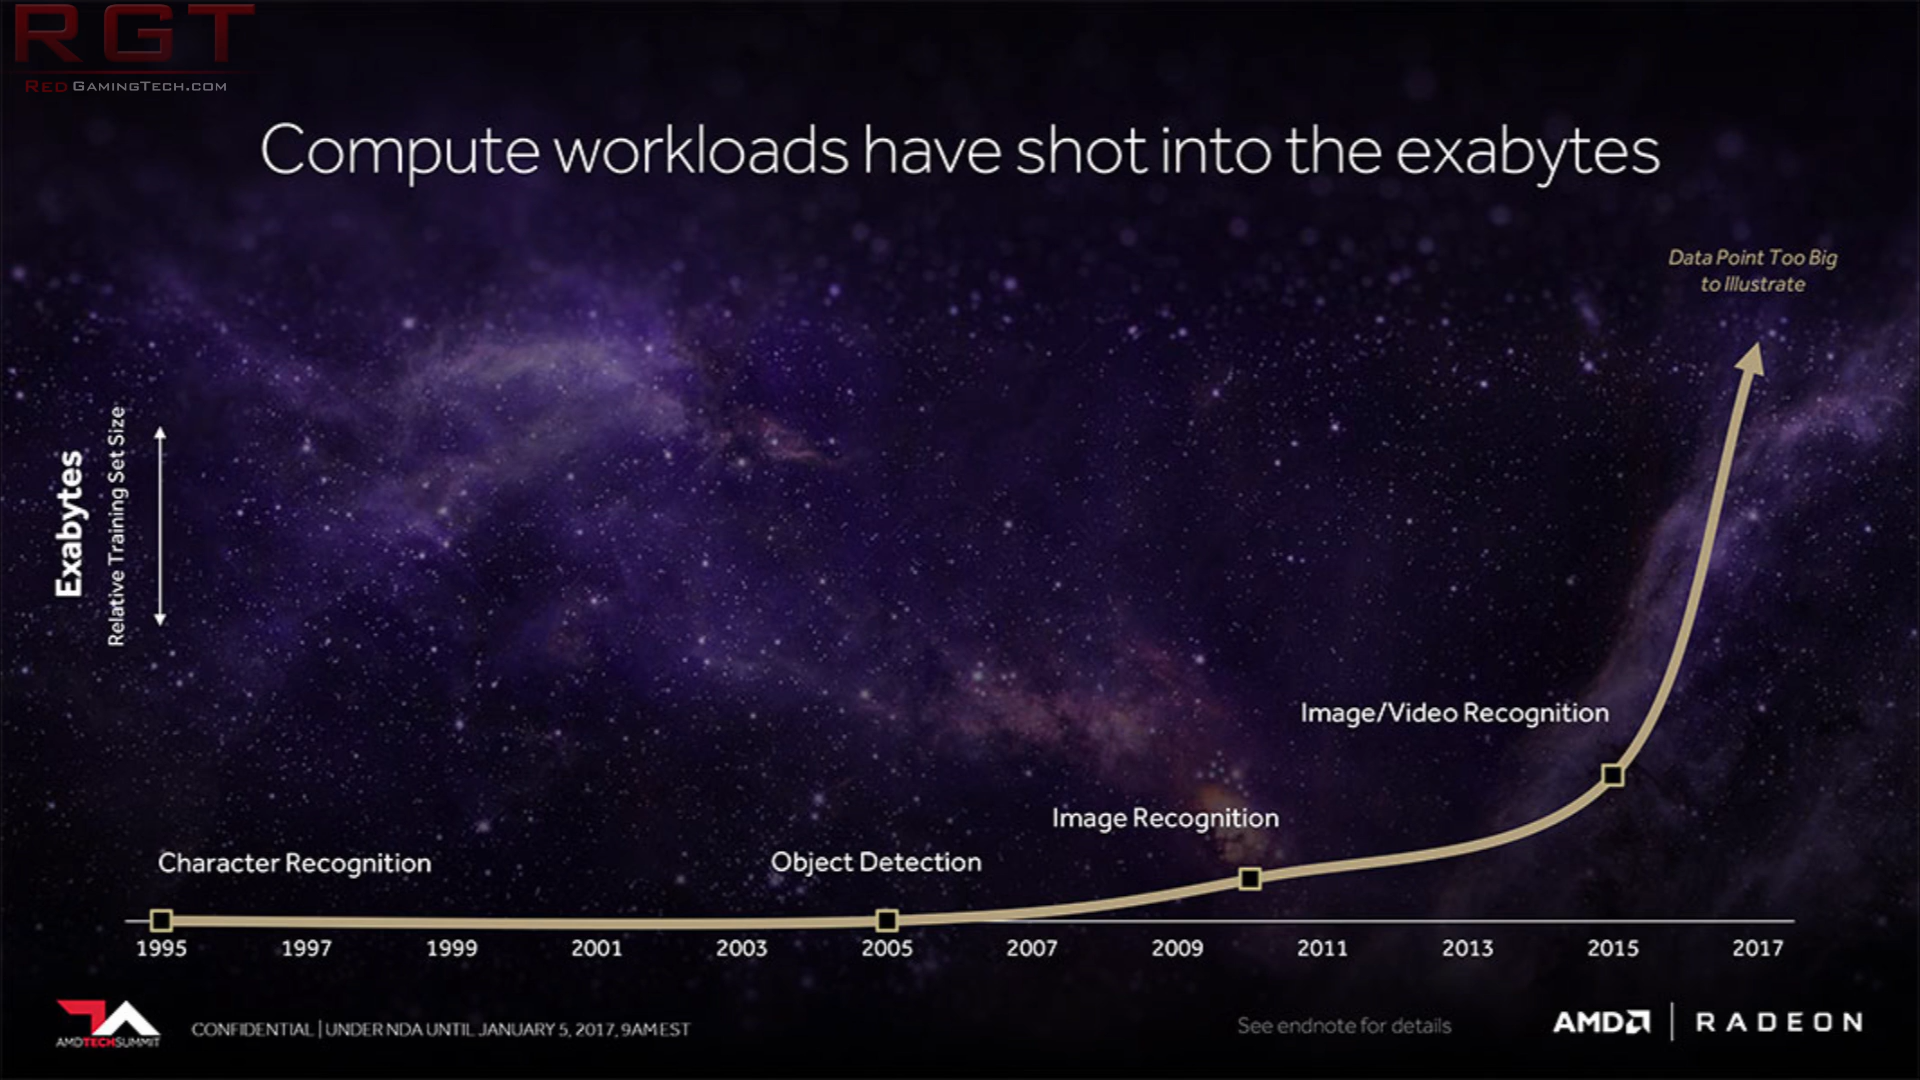 RGT
RED GAMINGTECH.COM
Compute workloads have shot into the exabytes
Data Point Too Big
to Illustrate
Exabytes
Relative Training Set Size
Image/Video Recognition
Image Recognition
Character Recognition
Object Detection
1995 1997 1999 2001 2003 2005 2007 2009 2011 2013 2015 2017
AMDTECHSUMMIT
CONFIDENTIAL | UNDER NDA UNTIL JANUARY 5, 2017, 9AM EST
See endnote for details
AMD | RADEON